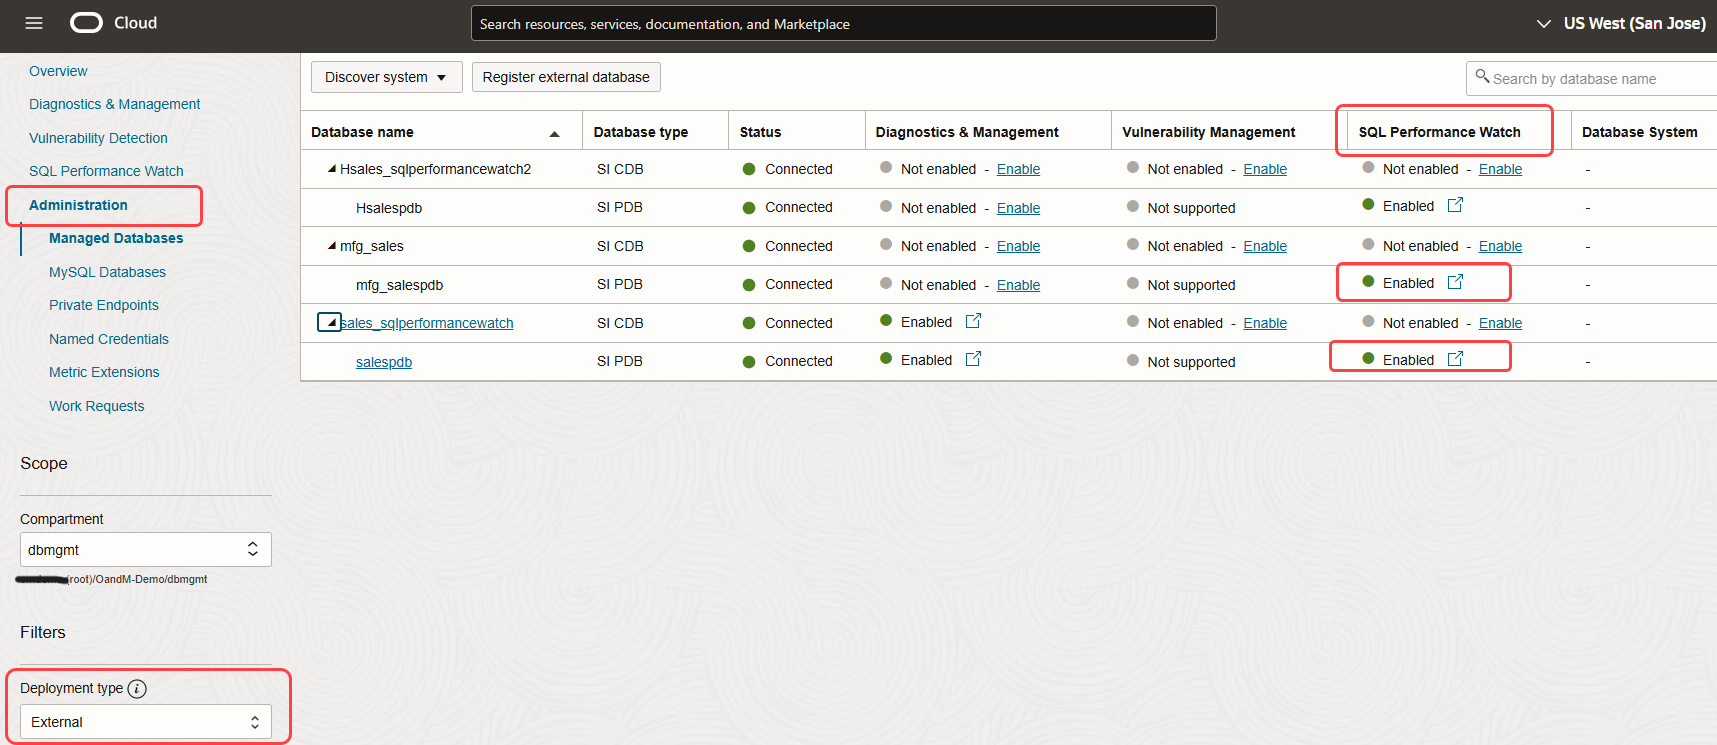 Cloud
Search resources, services, documentation, and Marketplace
US West (San Jose)
Overview
Diagnostics & Management
Vulnerability Detection
SQL Performance Watch
Administration
Managed Databases
MySQL Databases
Private Endpoints
Named Credentials
Metric Extensions
Work Requests
Scope
Compartment
dbmgmt
(root)/OandM-Demo/dbmgmt
Filters
Deployment type i
External
Discover system Register external database
Search by database name
Database name Database type Status Diagnostics & Management Vulnerability Management SQL Performance Watch Database System
Hsales_sqlperformancewatch2 SI CDB Connected Not enabled - Enable Not enabled - Enable Not enabled - Enable -
Hsalespdb SI PDB Connected Not enabled - Enable Not supported Enabled -
mfg_sales SI CDB Connected Not enabled - Enable Not enabled - Enable Not enabled - Enable -
mfg_salespdb SI PDB Connected Not enabled - Enable Not supported Enabled -
sales_sqlperformancewatch SI CDB Connected Enabled Not enabled - Enable Not enabled - Enable -
salespdb SI PDB Connected Enabled Not supported Enabled -